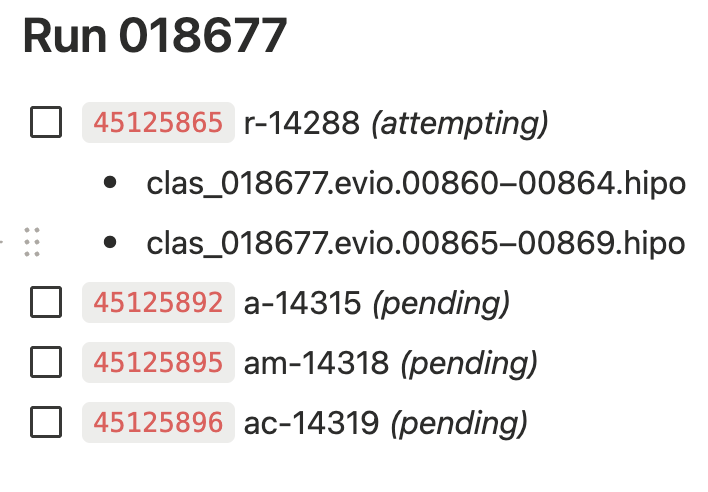 Run 018677
45125865 r-14288 (attempting)
clas_018677.evio.00860–00864.hipo
clas_018677.evio.00865–00869.hipo
45125892 a-14315 (pending)
45125895 am-14318 (pending)
45125896 ac-14319 (pending)